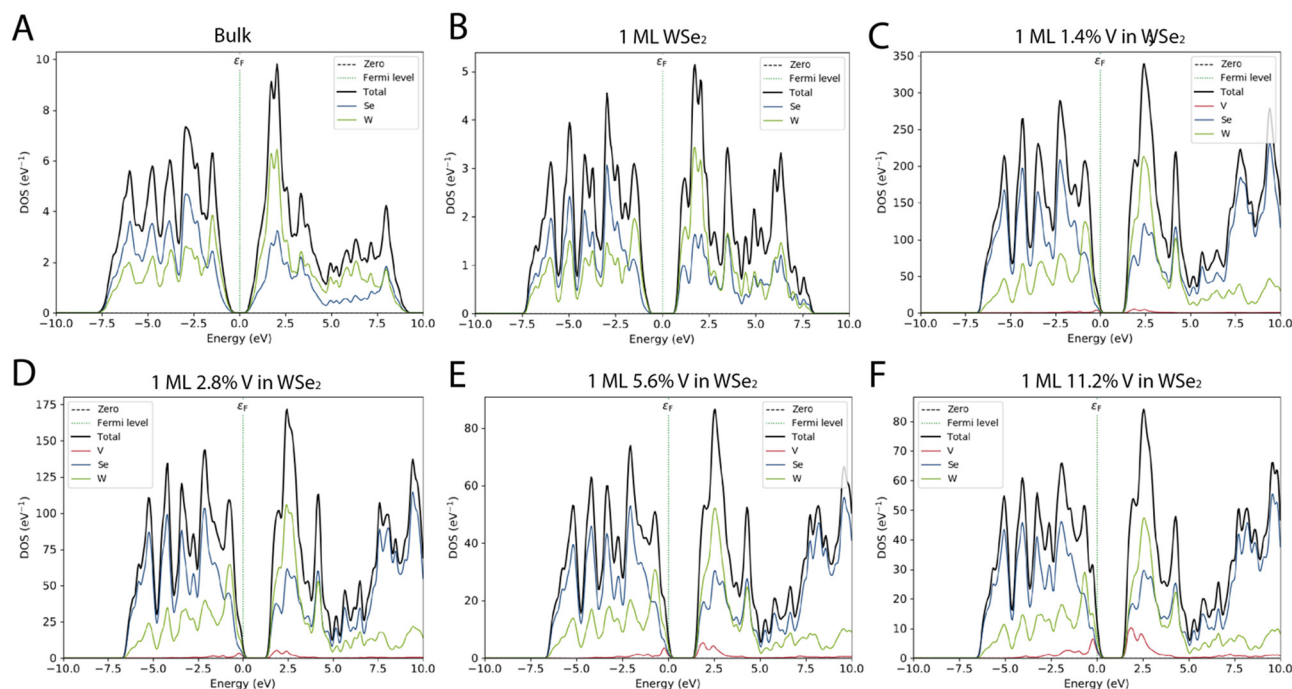 A
Bulk
εF
Zero
Fermi level
Total
Se
W
DOS (eV⁻¹)
10
8
6
4
2
0
−10.0 −7.5 −5.0 −2.5 0.0 2.5 5.0 7.5 10.0
Energy (eV)
B
1 ML WSe₂
εF
Zero
Fermi level
Total
Se
W
DOS (eV⁻¹)
5
4
3
2
1
0
−10.0 −7.5 −5.0 −2.5 0.0 2.5 5.0 7.5 10.0
Energy (eV)
C
1 ML 1.4% V in WSe₂
εF
Zero
Fermi level
Total
V
Se
W
DOS (eV⁻¹)
350
300
250
200
150
100
50
0
−10.0 −7.5 −5.0 −2.5 0.0 2.5 5.0 7.5 10.0
Energy (eV)
D
1 ML 2.8% V in WSe₂
εF
Zero
Fermi level
Total
V
Se
W
DOS (eV⁻¹)
175
150
125
100
75
50
25
0
−10.0 −7.5 −5.0 −2.5 0.0 2.5 5.0 7.5 10.0
Energy (eV)
E
1 ML 5.6% V in WSe₂
εF
Zero
Fermi level
Total
V
Se
W
DOS (eV⁻¹)
80
60
40
20
0
−10.0 −7.5 −5.0 −2.5 0.0 2.5 5.0 7.5 10.0
Energy (eV)
F
1 ML 11.2% V in WSe₂
εF
Zero
Fermi level
Total
V
Se
W
DOS (eV⁻¹)
80
60
40
20
0
−10.0 −7.5 −5.0 −2.5 0.0 2.5 5.0 7.5 10.0
Energy (eV)